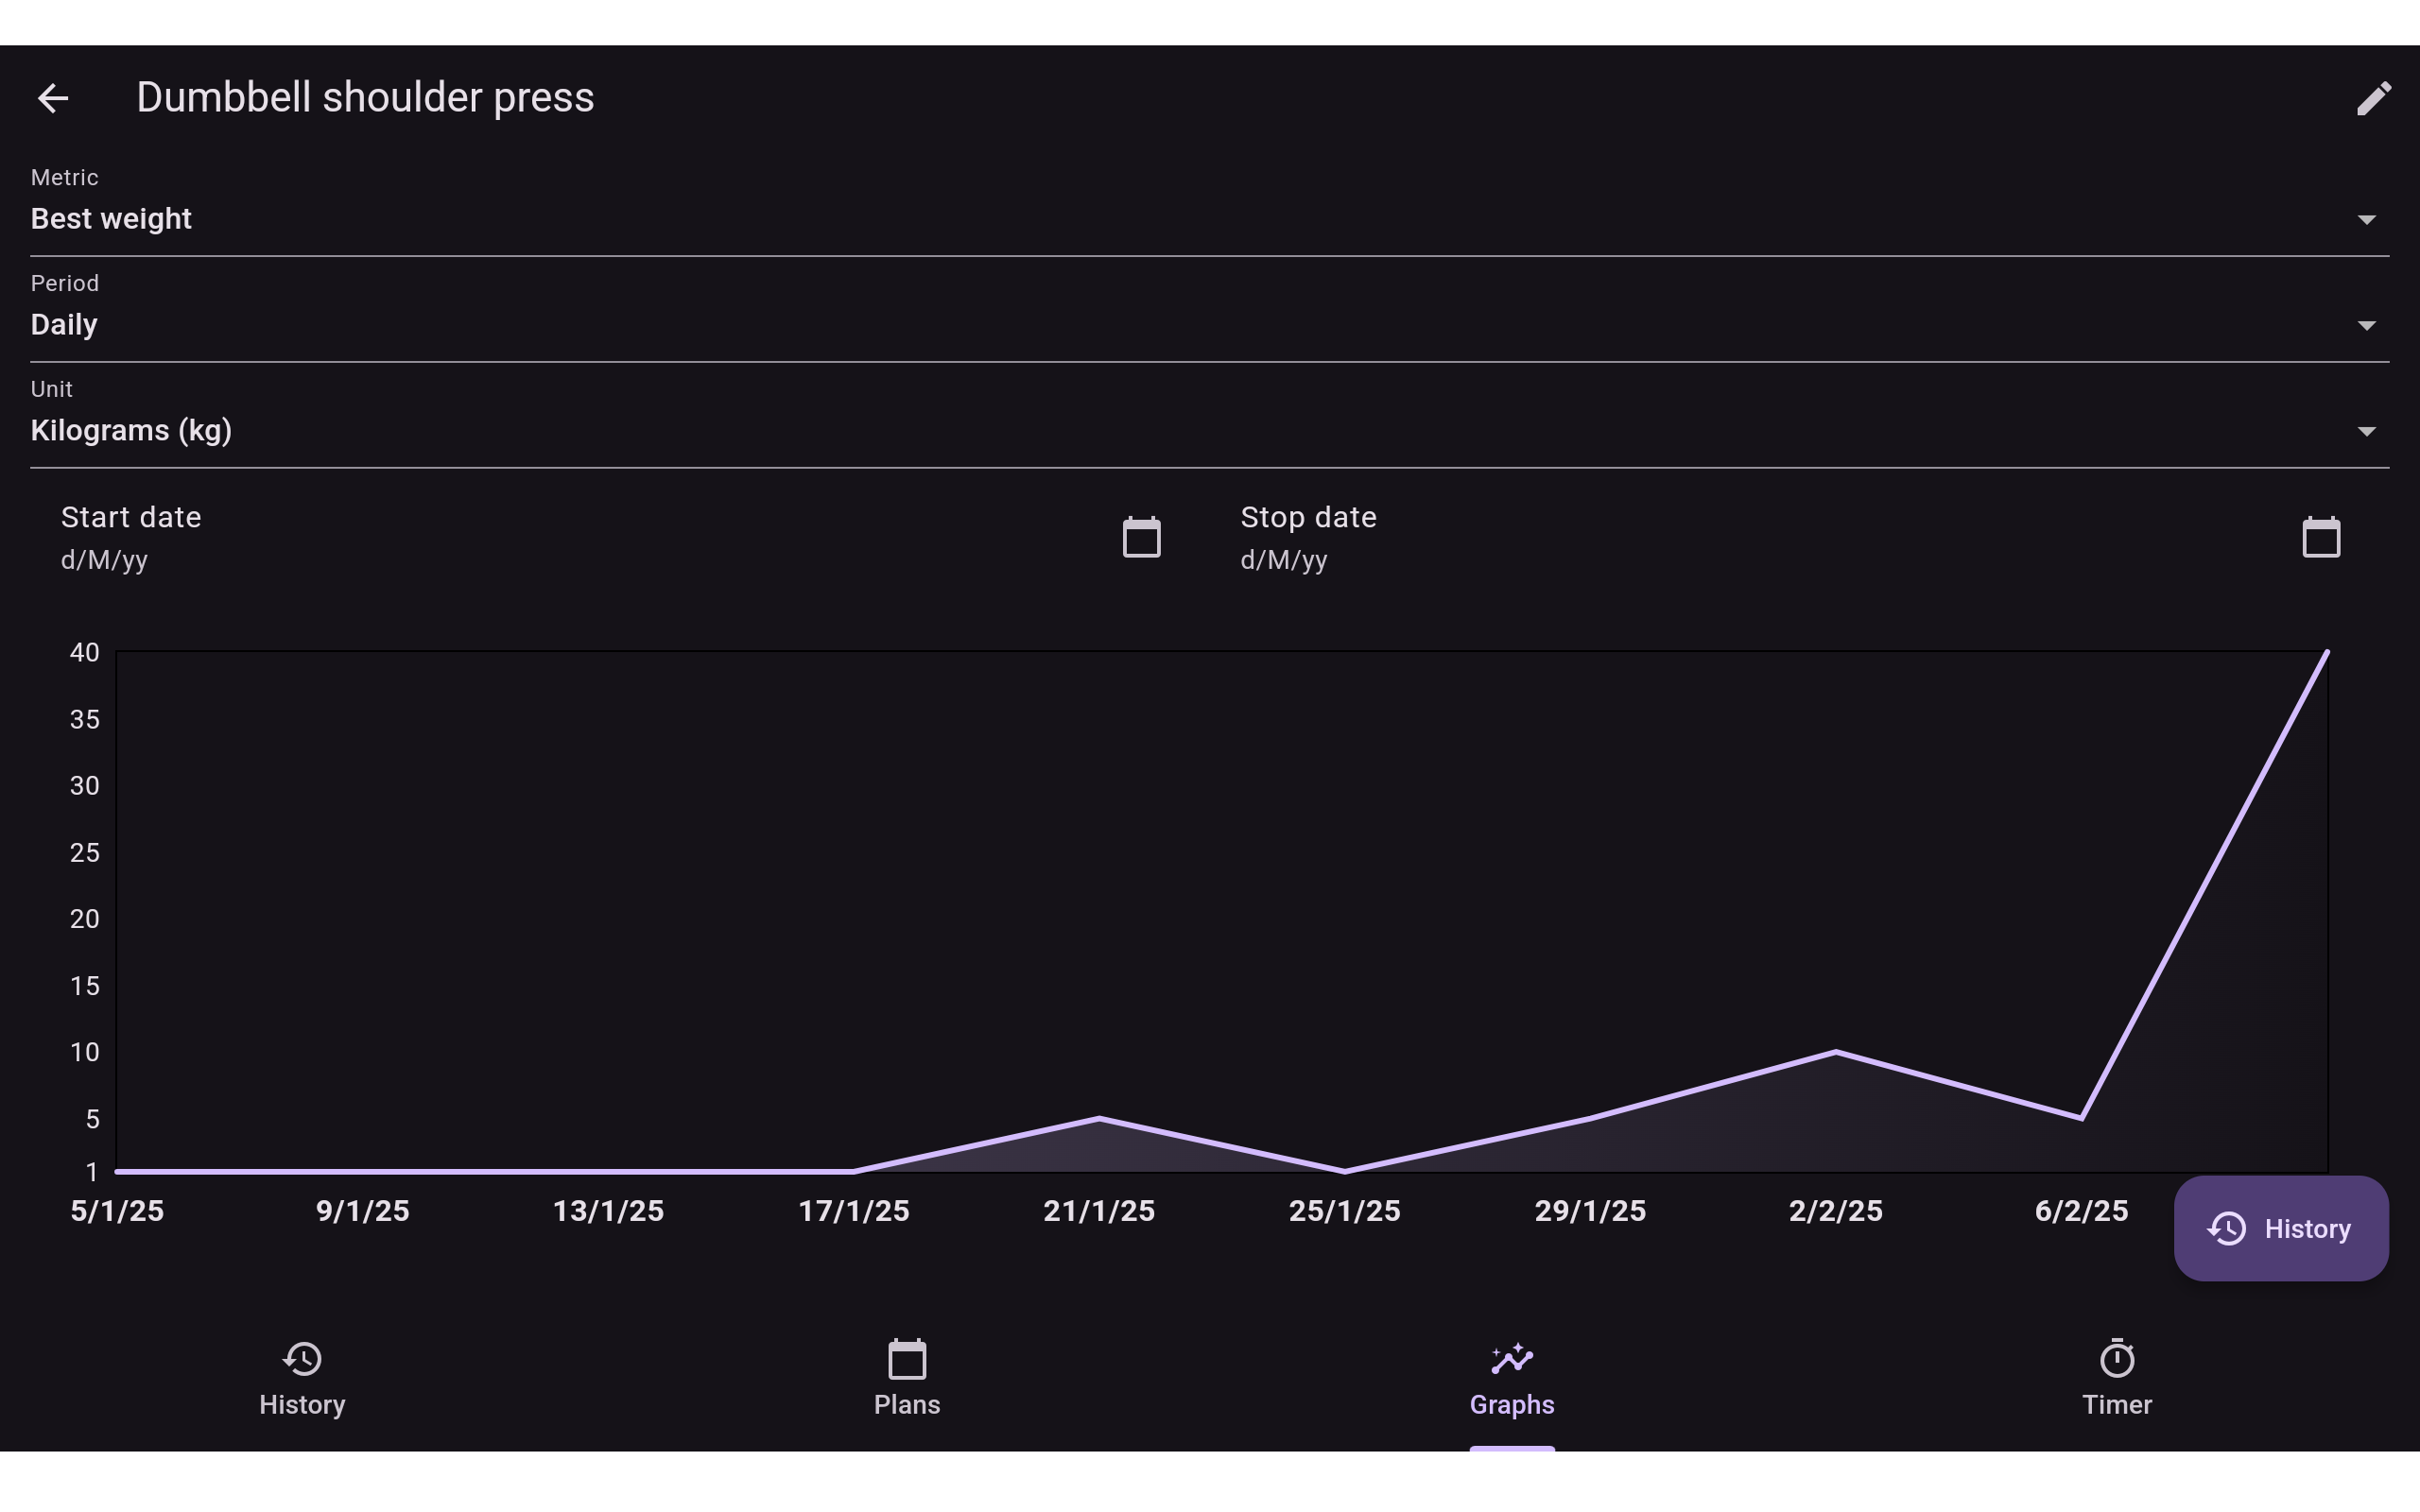 Dumbbell shoulder press
Metric
Best weight
Period
Daily
Unit
Kilograms (kg)
Start date
d/M/yy
Stop date
d/M/yy
40
35
30
25
20
15
10
5
1
5/1/25 9/1/25 13/1/25 17/1/25 21/1/25 25/1/25 29/1/25 2/2/25 6/2/25
History
History Plans Graphs Timer